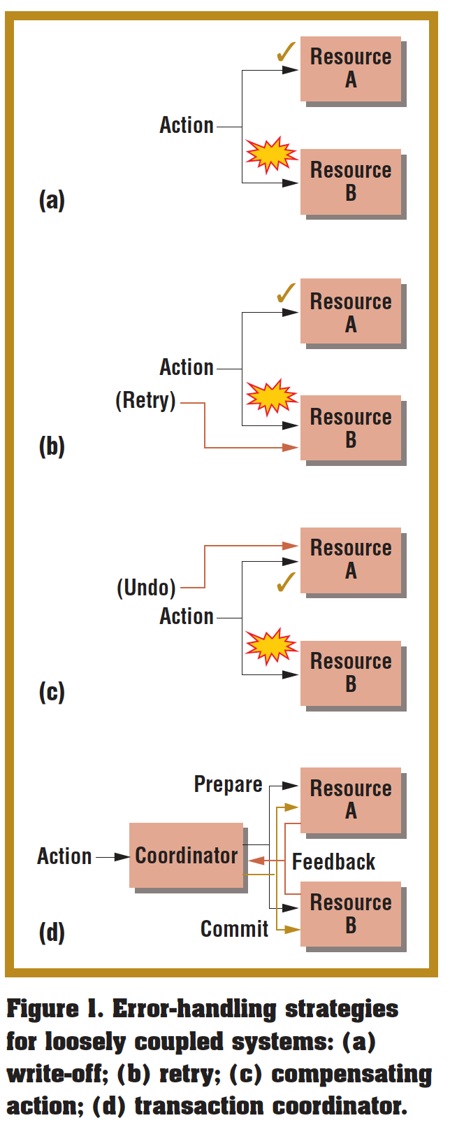 Resource
A
Action
Resource
B
(a)
Resource
A
Action
(Retry)
Resource
B
(b)
Resource
A
(Undo)
Action
Resource
B
(c)
Prepare
Resource
A
Action
Coordinator
Feedback
Resource
B
Commit
(d)
Figure 1. Error-handling strategies
for loosely coupled systems: (a)
write-off; (b) retry; (c) compensating
action; (d) transaction coordinator.